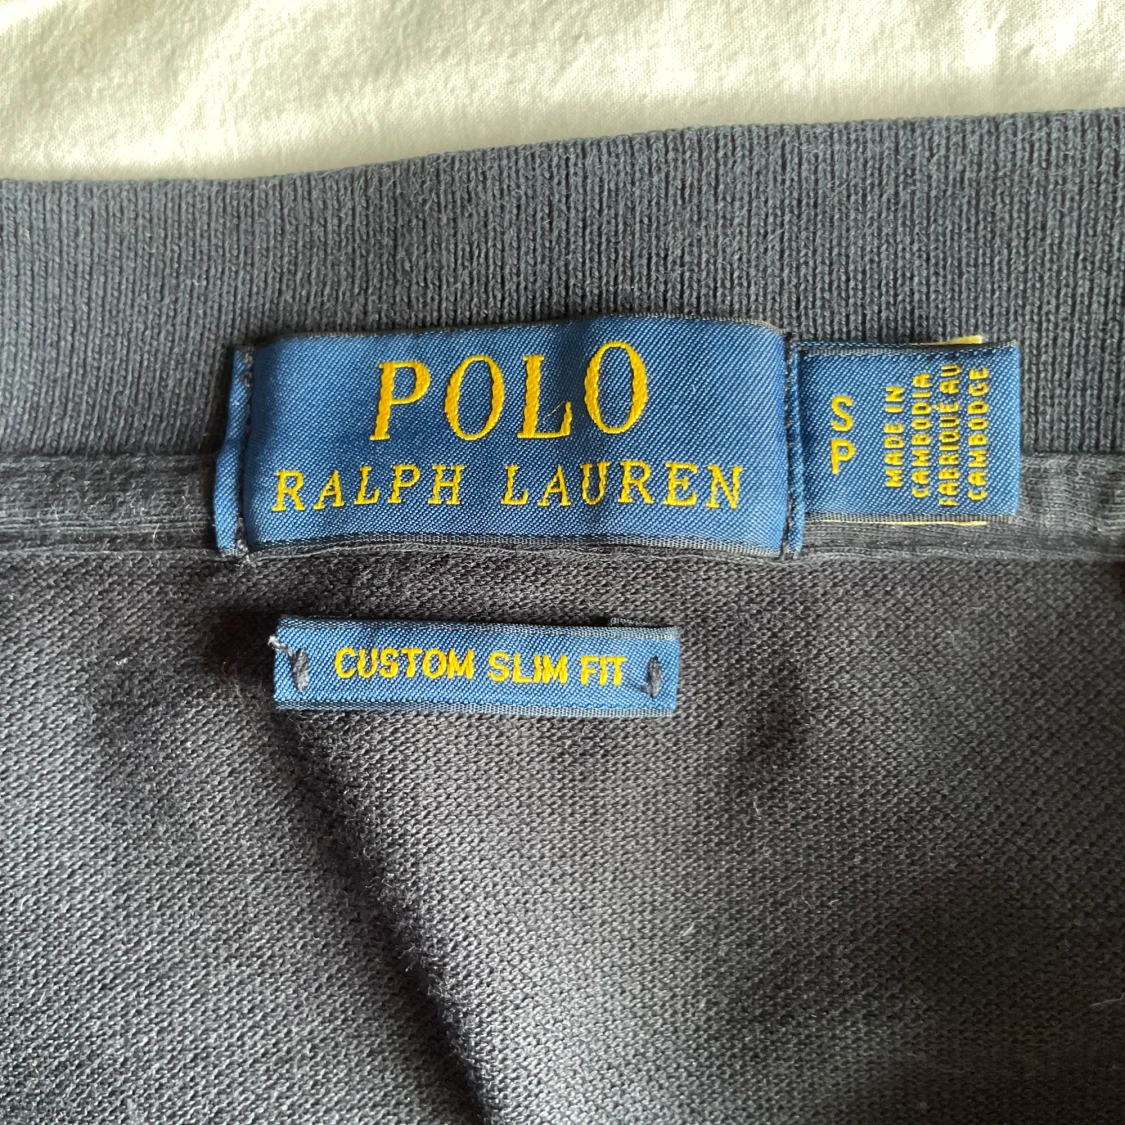 POLO
RALPH LAUREN
S
P
MADE IN
CAMBODIA
FABRIQUÉ AU
CAMBODGE
CUSTOM SLIM FIT